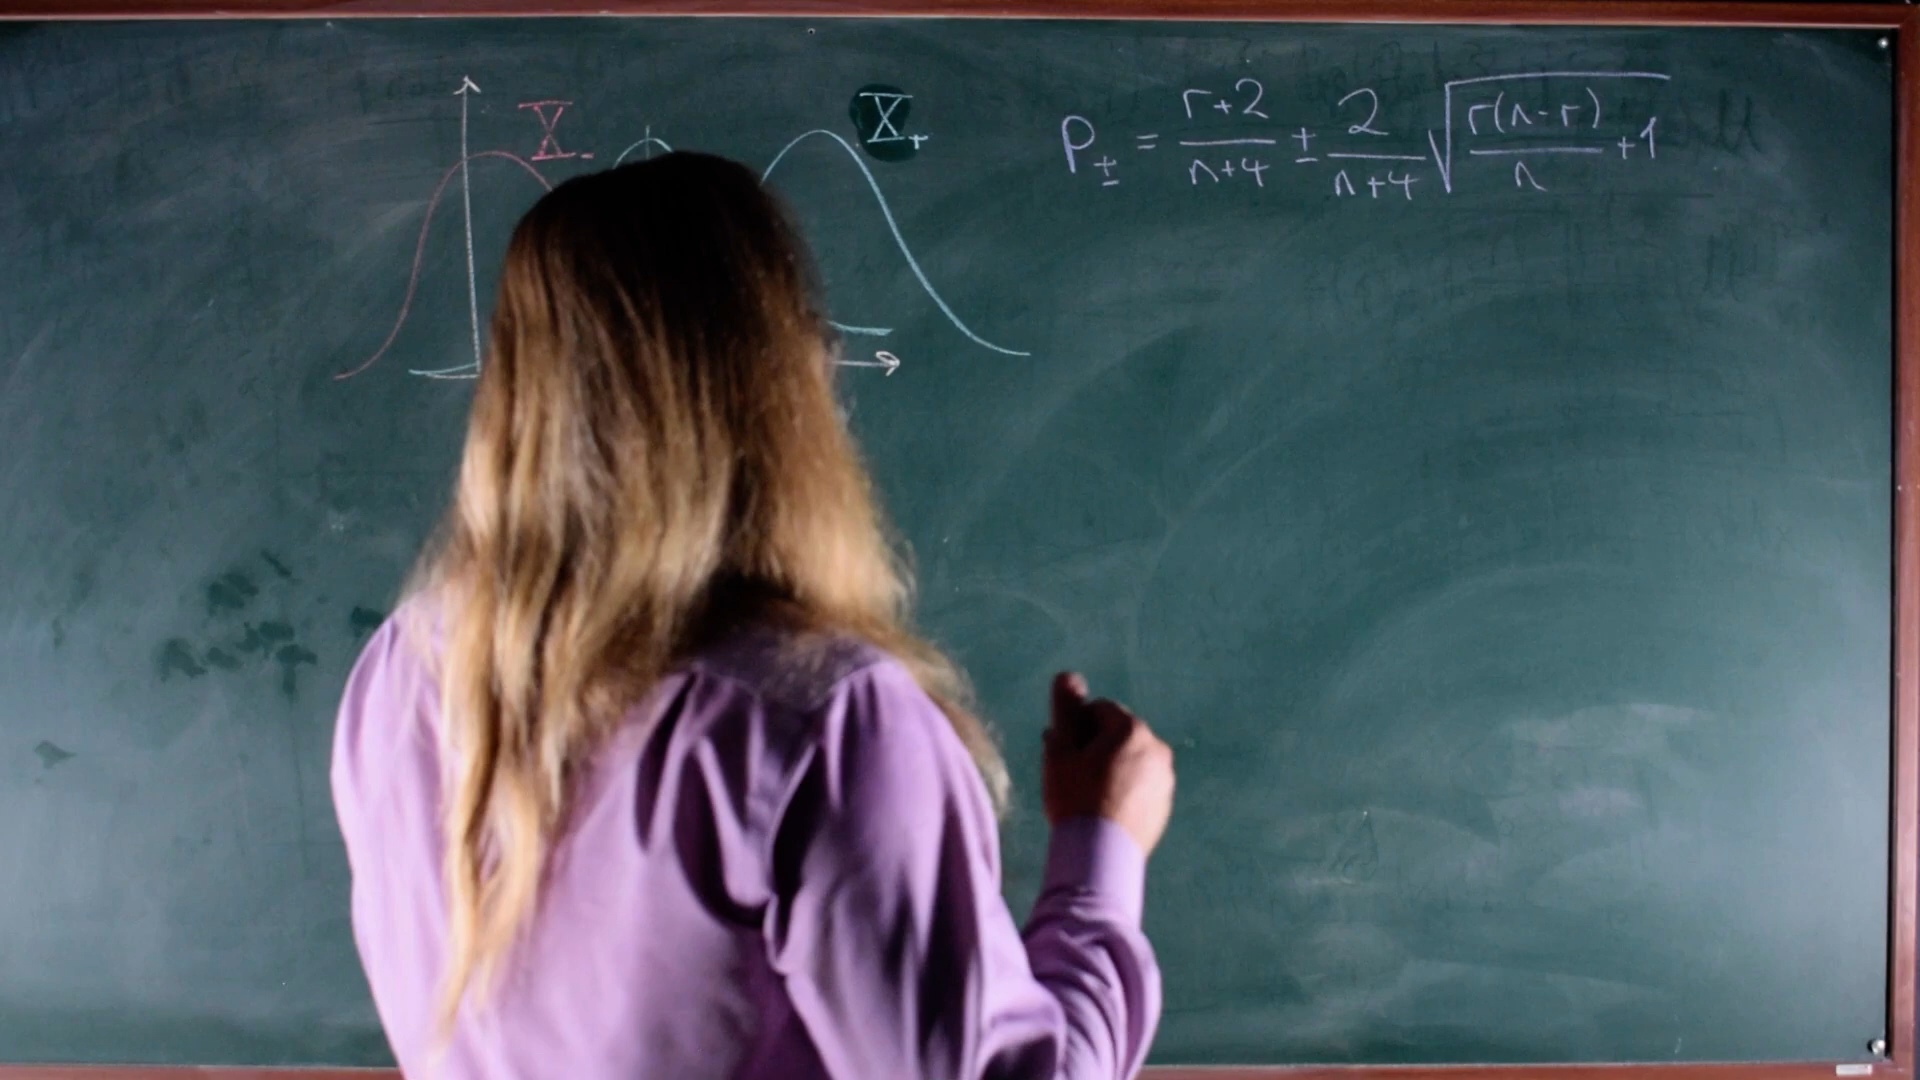 X₋
X₊
P± = (r+2)/(n+4) ± 2/(n+4) √(r(n-r)/n + 1)